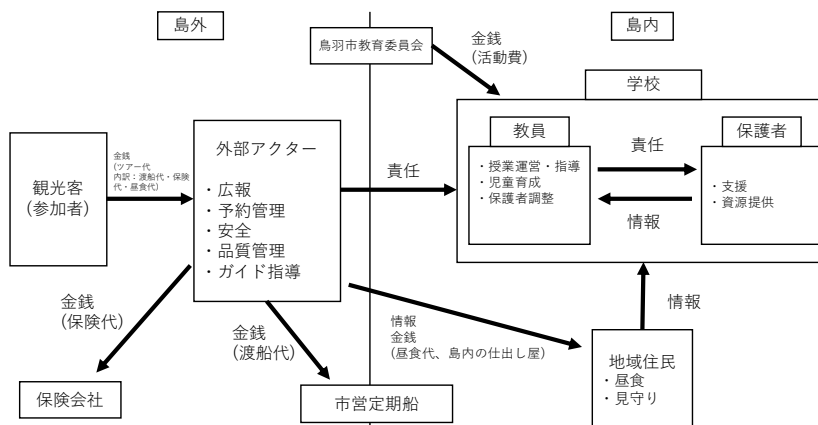 島外
島内
鳥羽市教育委員会
金銭
(活動費)
学校
観光客
(参加者)
金銭
(ツアー代
内訳：渡船代・保険
代・昼食代)
外部アクター
・広報
・予約管理
・安全
・品質管理
・ガイド指導
責任
教員
・授業運営・指導
・児童育成
・保護者調整
責任
情報
保護者
・支援
・資源提供
金銭
(保険代)
金銭
(渡船代)
情報
金銭
(昼食代、島内の仕出し屋)
情報
地域住民
・昼食
・見守り
保険会社
市営定期船